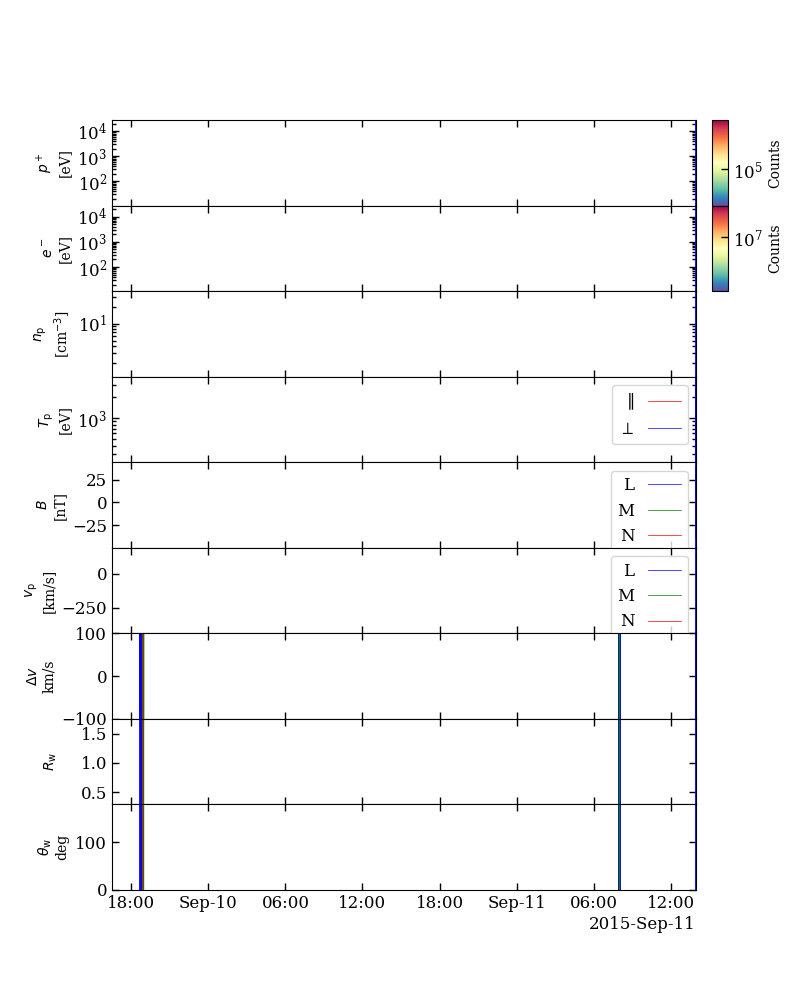 p⁺
[eV]
10⁴
10³
10²
10⁵
Counts
e⁻
[eV]
10⁴
10³
10²
10⁷
Counts
nₚ
[cm⁻³]
10¹
Tₚ
[eV]
10³
∥
⊥
B
[nT]
25
0
−25
L
M
N
vₚ
[km/s]
0
−250
L
M
N
Δv
km/s
100
0
−100
R_w
1.5
1.0
0.5
θ_w
deg
100
0
18:00 Sep-10 06:00 12:00 18:00 Sep-11 06:00 12:00
2015-Sep-11